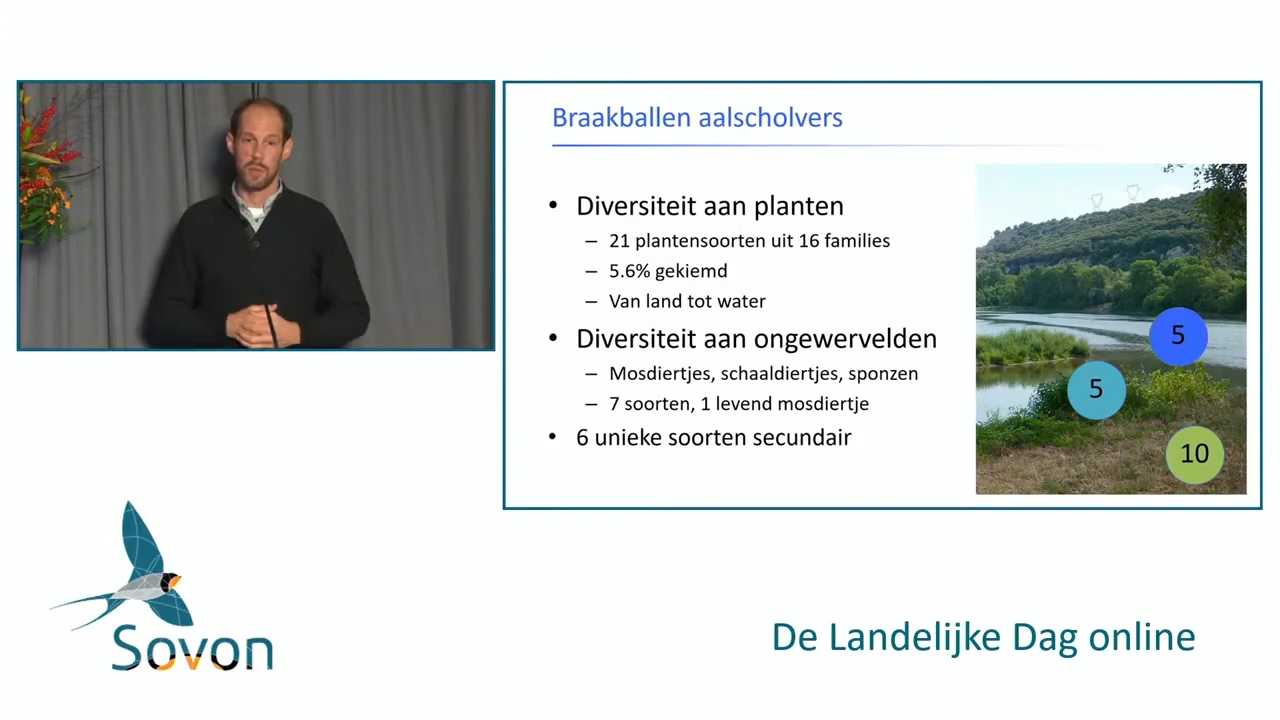 Braakballen aalscholvers
• Diversiteit aan planten
– 21 plantensoorten uit 16 families
– 5.6% gekiemd
– Van land tot water
• Diversiteit aan ongewervelden
– Mosdiertjes, schaaldiertjes, sponzen
– 7 soorten, 1 levend mosdiertje
• 6 unieke soorten secundair
5
5
10
Sovon
De Landelijke Dag online